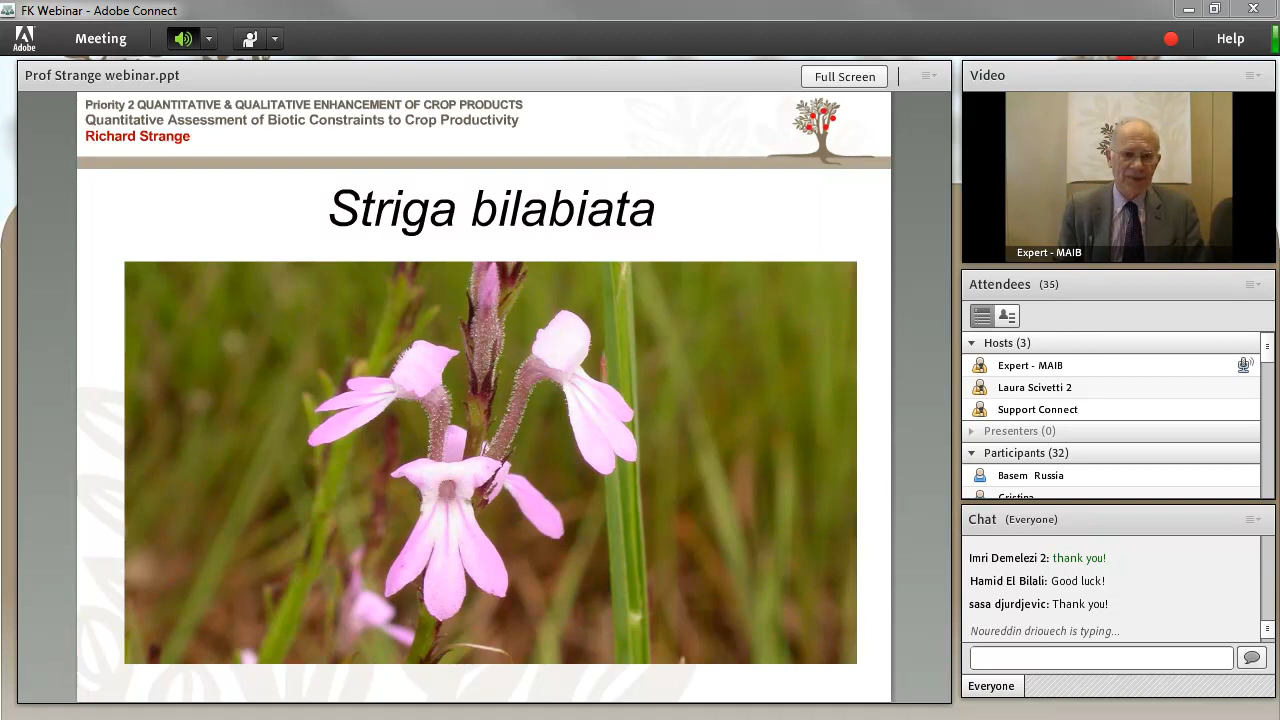 FK Webinar - Adobe Connect
Adobe
Meeting
Help
Prof Strange webinar.ppt
Full Screen
Priority 2 QUANTITATIVE & QUALITATIVE ENHANCEMENT OF CROP PRODUCTS
Quantitative Assessment of Biotic Constraints to Crop Productivity
Richard Strange
Striga bilabiata
Video
Expert - MAIB
Attendees (35)
Hosts (3)
Expert - MAIB
Laura Scivetti 2
Support Connect
Presenters (0)
Participants (32)
Basem Russia
Cristina
Chat (Everyone)
Imri Demelezi 2: thank you!
Hamid El Bilali: Good luck!
sasa djurdjevic: Thank you!
Noureddin driouech is typing...
Everyone